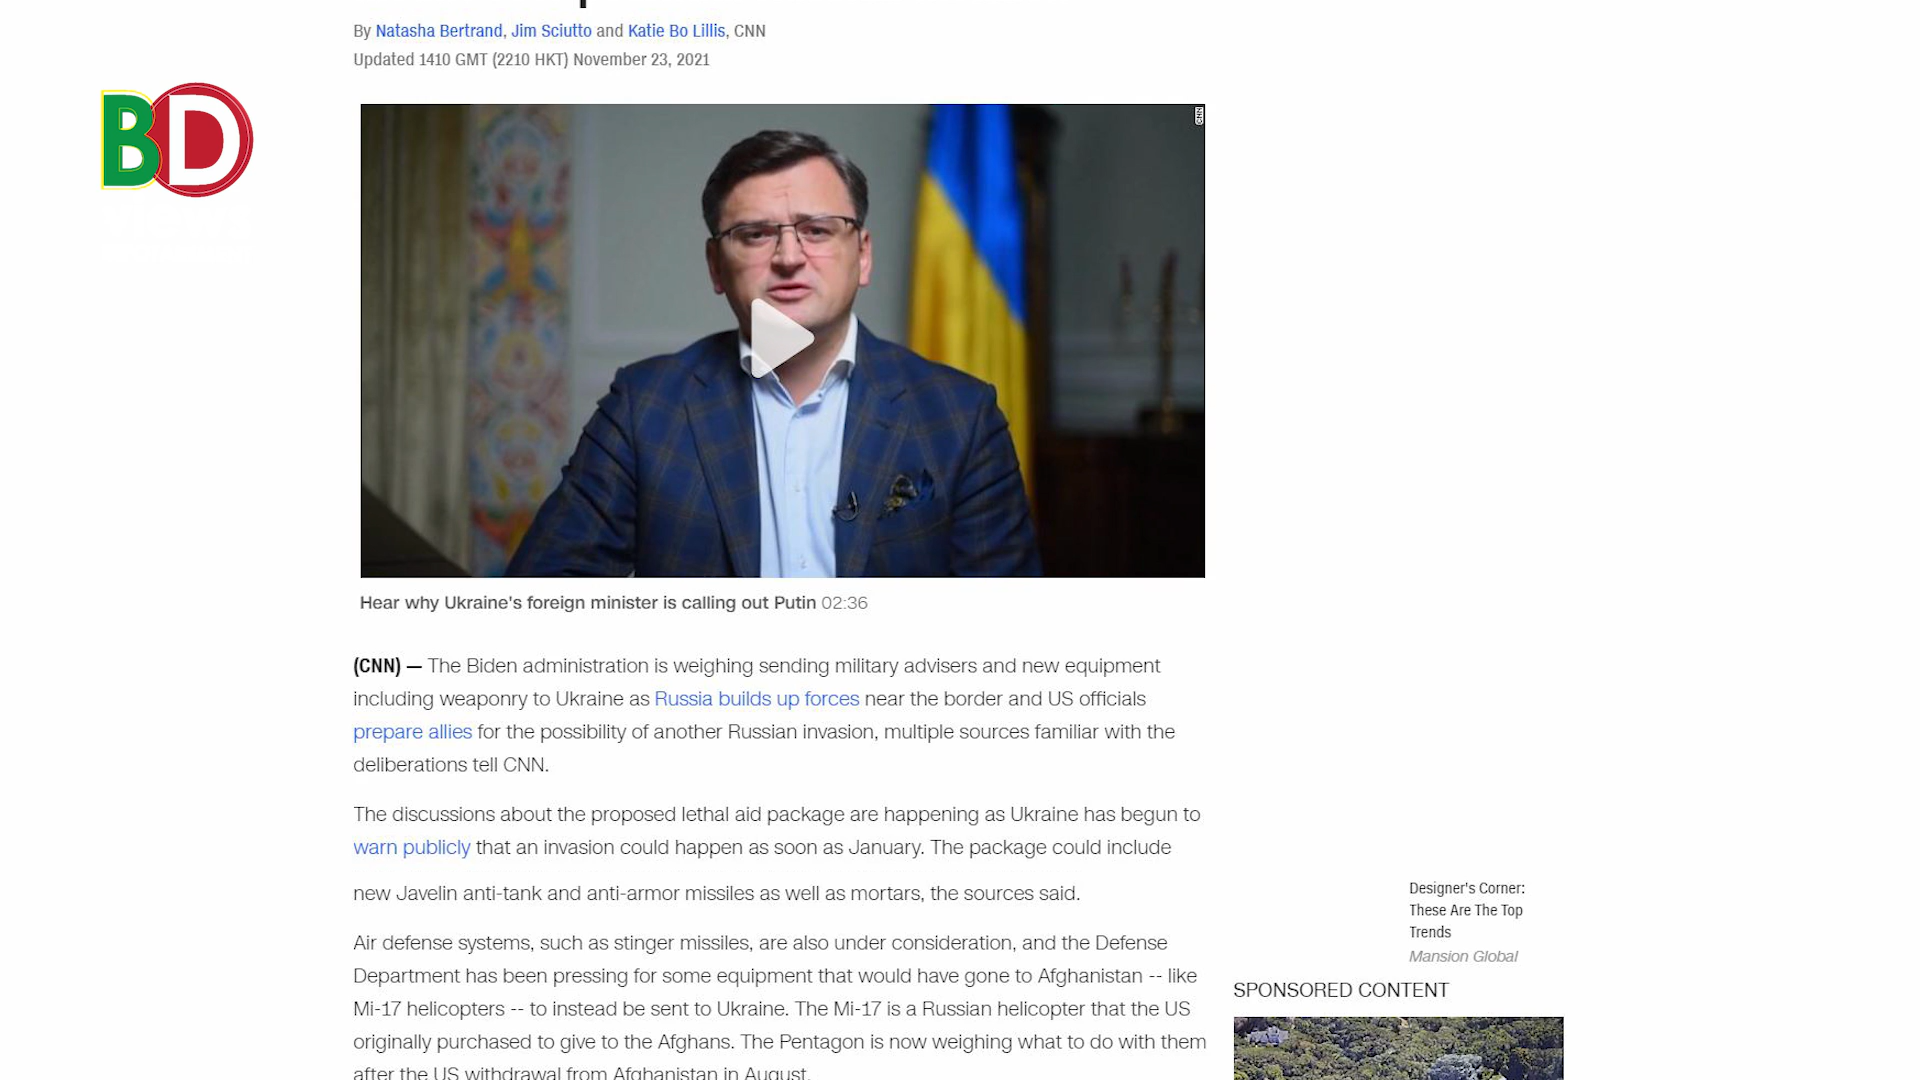 By Natasha Bertrand, Jim Sciutto and Katie Bo Lillis, CNN
Updated 1410 GMT (2210 HKT) November 23, 2021
BD
CNN
Hear why Ukraine's foreign minister is calling out Putin 02:36
(CNN) — The Biden administration is weighing sending military advisers and new equipment
including weaponry to Ukraine as Russia builds up forces near the border and US officials
prepare allies for the possibility of another Russian invasion, multiple sources familiar with the
deliberations tell CNN.
The discussions about the proposed lethal aid package are happening as Ukraine has begun to
warn publicly that an invasion could happen as soon as January. The package could include
new Javelin anti-tank and anti-armor missiles as well as mortars, the sources said.
Air defense systems, such as stinger missiles, are also under consideration, and the Defense
Department has been pressing for some equipment that would have gone to Afghanistan -- like
Mi-17 helicopters -- to instead be sent to Ukraine. The Mi-17 is a Russian helicopter that the US
originally purchased to give to the Afghans. The Pentagon is now weighing what to do with them
after the US withdrawal from Afghanistan in August.
Designer's Corner:
These Are The Top
Trends
Mansion Global
SPONSORED CONTENT